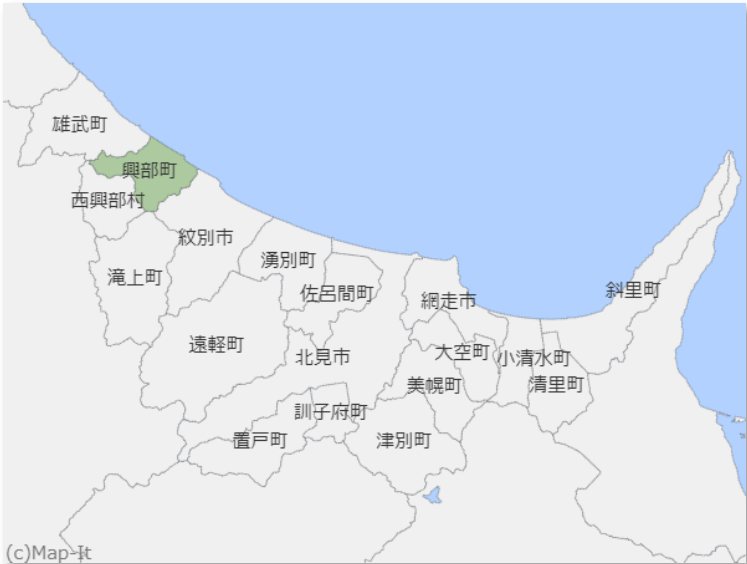 雄武町
興部町
西興部村
紋別市
滝上町
湧別町
佐呂間町
網走市
斜里町
遠軽町
北見市
大空町
小清水町
美幌町
清里町
訓子府町
置戸町
津別町
(c)Map-It